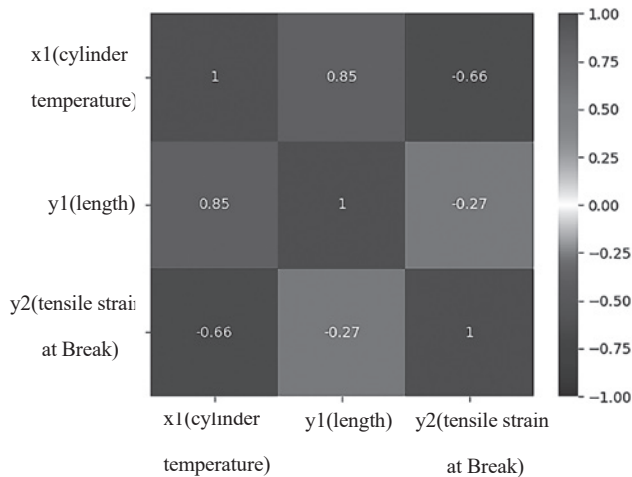 x1(cylinder
temperature)
1
0.85
-0.66
y1(length)
0.85
1
-0.27
y2(tensile strain
at Break)
-0.66
-0.27
1
x1(cylinder
temperature)
y1(length)
y2(tensile strain
at Break)
1.00
0.75
0.50
0.25
0.00
−0.25
−0.50
−0.75
−1.00